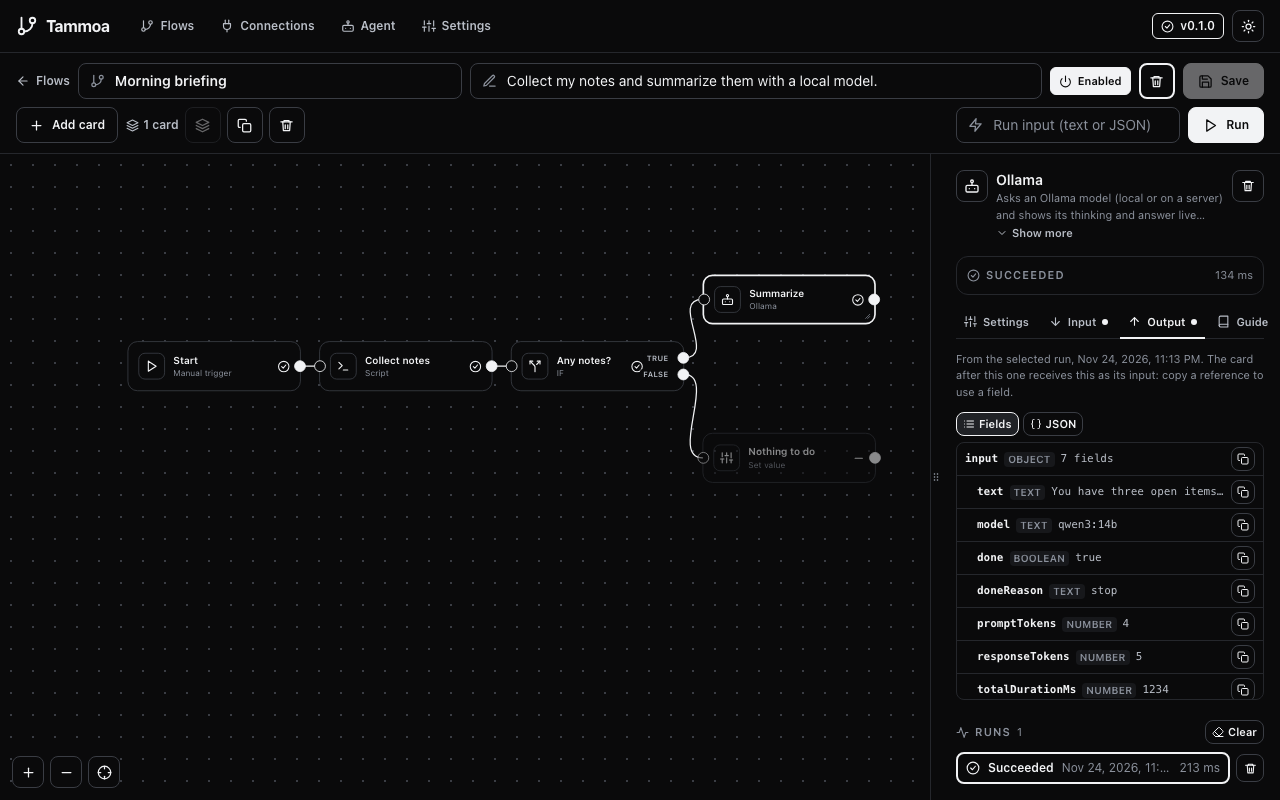 Tammoa
Flows
Connections
Agent
Settings
v0.1.0
Flows
Morning briefing
Collect my notes and summarize them with a local model.
Enabled
Save
Add card
1 card
Run input (text or JSON)
Run
Start
Manual trigger
Collect notes
Script
Any notes?
IF
TRUE
FALSE
Summarize
Ollama
Nothing to do
Set value
Ollama
Asks an Ollama model (local or on a server)
and shows its thinking and answer live…
Show more
SUCCEEDED
134 ms
Settings
Input
Output
Guide
From the selected run, Nov 24, 2026, 11:13 PM. The card
after this one receives this as its input: copy a reference to
use a field.
Fields
{} JSON
input OBJECT 7 fields
text TEXT You have three open items…
model TEXT qwen3:14b
done BOOLEAN true
doneReason TEXT stop
promptTokens NUMBER 4
responseTokens NUMBER 5
totalDurationMs NUMBER 1234
RUNS 1
Clear
Succeeded Nov 24, 2026, 11:… 213 ms